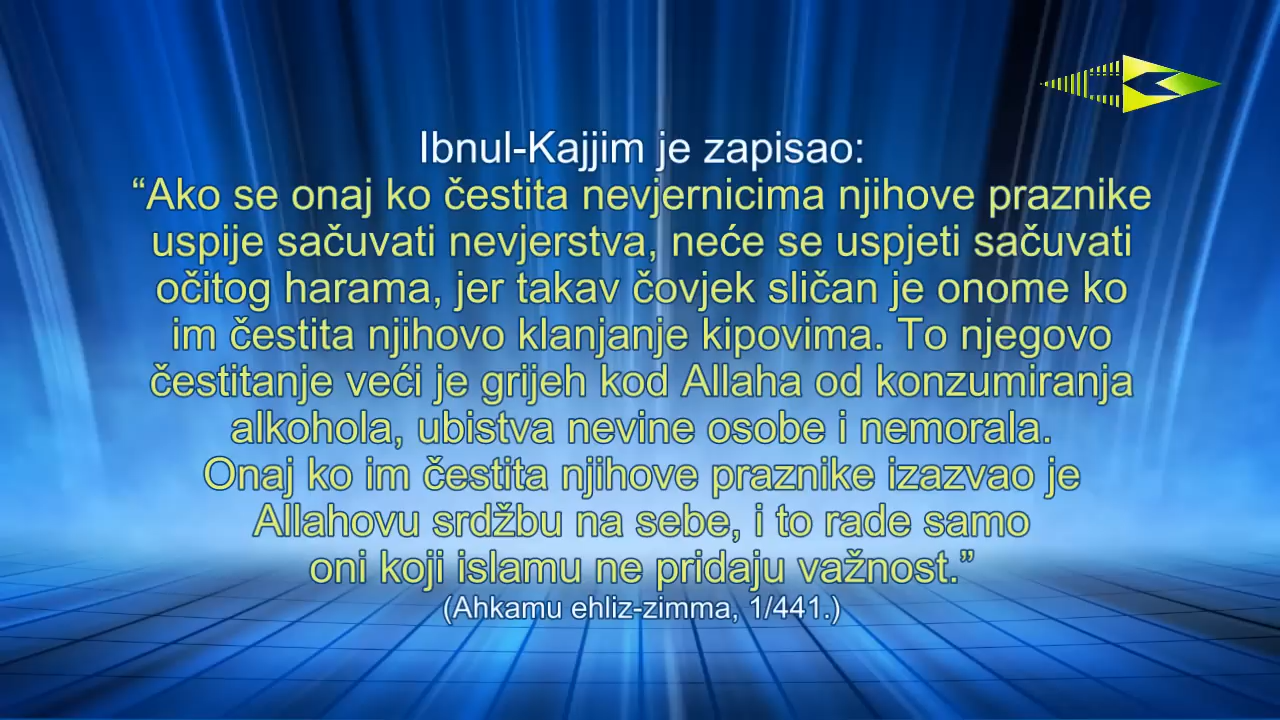 Ibnul-Kajjim je zapisao:
“Ako se onaj ko čestita nevjernicima njihove praznike
uspije sačuvati nevjerstva, neće se uspjeti sačuvati
očitog harama, jer takav čovjek sličan je onome ko
im čestita njihovo klanjanje kipovima. To njegovo
čestitanje veći je grijeh kod Allaha od konzumiranja
alkohola, ubistva nevine osobe i nemorala.
Onaj ko im čestita njihove praznike izazvao je
Allahovu srdžbu na sebe, i to rade samo
oni koji islamu ne pridaju važnost.”
(Ahkamu ehliz-zimma, 1/441.)